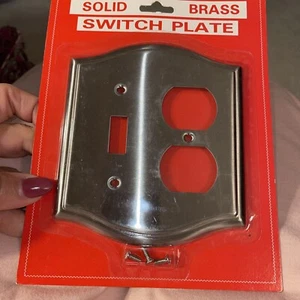 SOLID BRASS
SWITCH PLATE